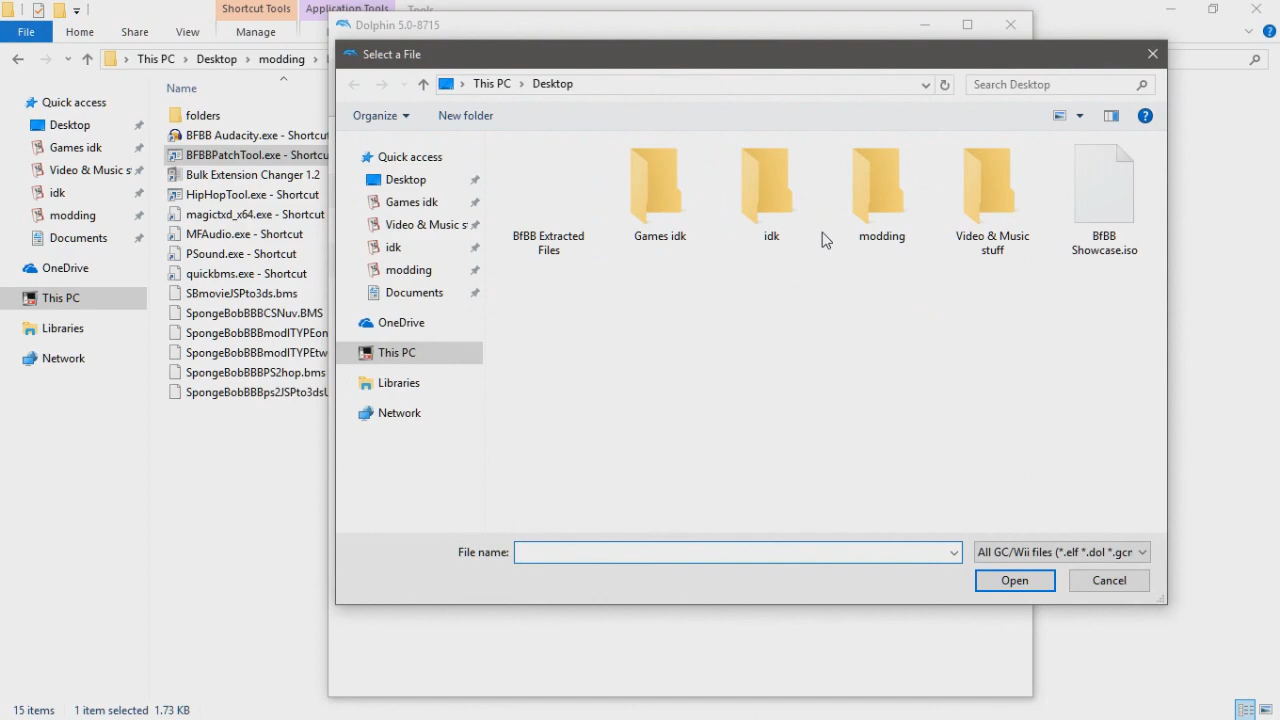 Shortcut Tools
Application Tools
File
Home
Share
View
Manage
This PC
Desktop
modding
Name
Quick access
Desktop
Games idk
Video & Music s
idk
modding
Documents
OneDrive
This PC
Libraries
Network
folders
BFBB Audacity.exe - Shortcut
BFBBPatchTool.exe - Shortcu
Bulk Extension Changer 1.2
HipHopTool.exe - Shortcut
magictxd_x64.exe - Shortcut
MFAudio.exe - Shortcut
PSound.exe - Shortcut
quickbms.exe - Shortcut
SBmovieJSPto3ds.bms
SpongeBobBBBCSNuv.BMS
SpongeBobBBBmodlTYPEon
SpongeBobBBBmodlTYPEtw
SpongeBobBBBPS2hop.bms
SpongeBobBBBps2JSPto3dsU
15 items
1 item selected 1.73 KB
Dolphin 5.0-8715
Select a File
This PC
Desktop
Search Desktop
Organize
New folder
Quick access
Desktop
Games idk
Video & Music s
idk
modding
Documents
OneDrive
This PC
Libraries
Network
BfBB Extracted
Files
Games idk
idk
modding
Video & Music
stuff
BfBB
Showcase.iso
File name:
All GC/Wii files (*.elf *.dol *.gcr
Open
Cancel